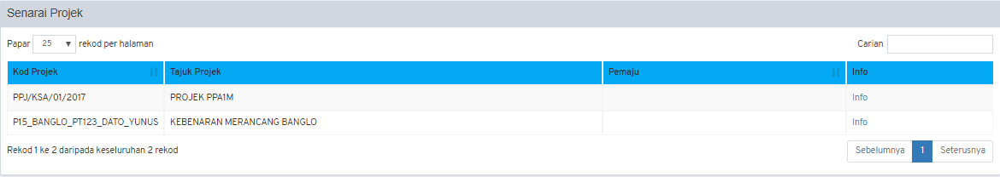 Senarai Projek
Papar 25 rekod per halaman Carian
Kod Projek Tajuk Projek Pemaju Info
PPJ/KSA/01/2017 PROJEK PPA1M Info
P15_BANGLO_PT123_DATO_YUNUS KEBENARAN MERANCANG BANGLO Info
Rekod 1 ke 2 daripada keseluruhan 2 rekod Sebelumnya 1 Seterusnya